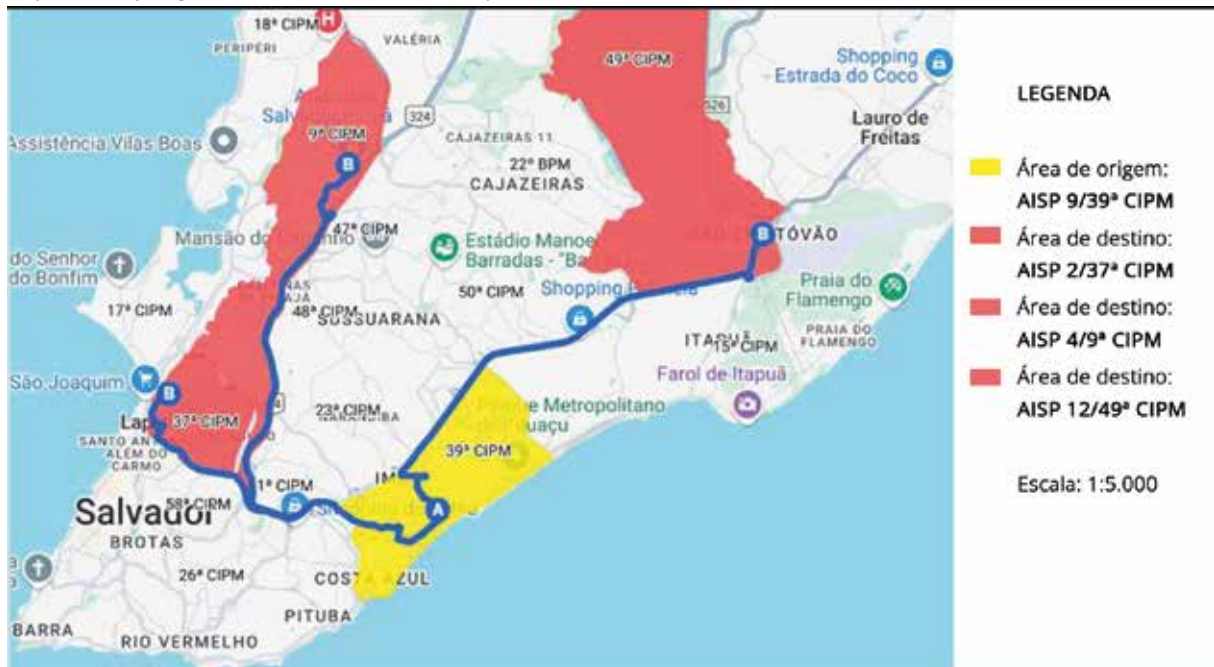 18ª CIPM
PERIPERI
VALÉRIA
49ª CIPM
Shopping
Estrada do Coco
324
526
Lauro de
Freitas
9ª CIPM
Assistência Vilas Boas
CAJAZEIRAS 11
22º BPM
CAJAZEIRAS
47ª CIPM
Mansão do
Estádio Manoel
Barradas - "Ba
TÓVÃO
do Senhor
do Bonfim
Praia do
Flamengo
50ª CIPM
Shopping
17ª CIPM
48ª CIPM
SUSSUARANA
ITAPUÃ
15ª CIPM
PRAIA DO
FLAMENGO
São Joaquim
Farol de Itapuã
37ª CIPM
23ª CIPM
Metropolitano
SANTO ANT
ALÉM DO
CARMO
39ª CIPM
1ª CIPM
58ª CIPM
Salvador
BROTAS
26ª CIPM
COSTA AZUL
PITUBA
BARRA
RIO VERMELHO
A
B
B
B
H
LEGENDA
Área de origem:
AISP 9/39ª CIPM
Área de destino:
AISP 2/37ª CIPM
Área de destino:
AISP 4/9ª CIPM
Área de destino:
AISP 12/49ª CIPM
Escala: 1:5.000